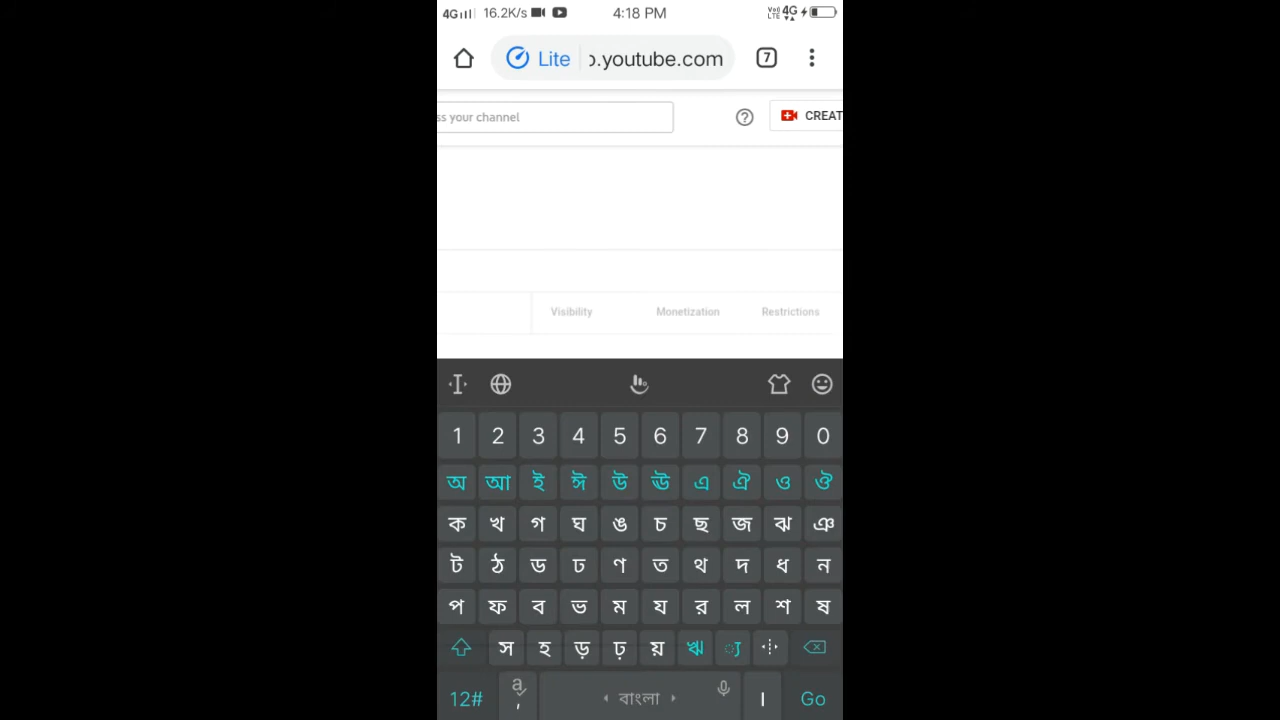 4G 16.2K/s 4:18 PM VoLTE 4G
Lite o.youtube.com 7
ss your channel CREAT
Visibility Monetization Restrictions
1 2 3 4 5 6 7 8 9 0
অ আ ই ঈ উ ঊ এ ঐ ও ঔ
ক খ গ ঘ ঙ চ ছ জ ঝ ঞ
ট ঠ ড ঢ ণ ত থ দ ধ ন
প ফ ব ভ ম য র ল শ ষ
স হ ড় ঢ় য় ঋ ্য
12# a , বাংলা । Go